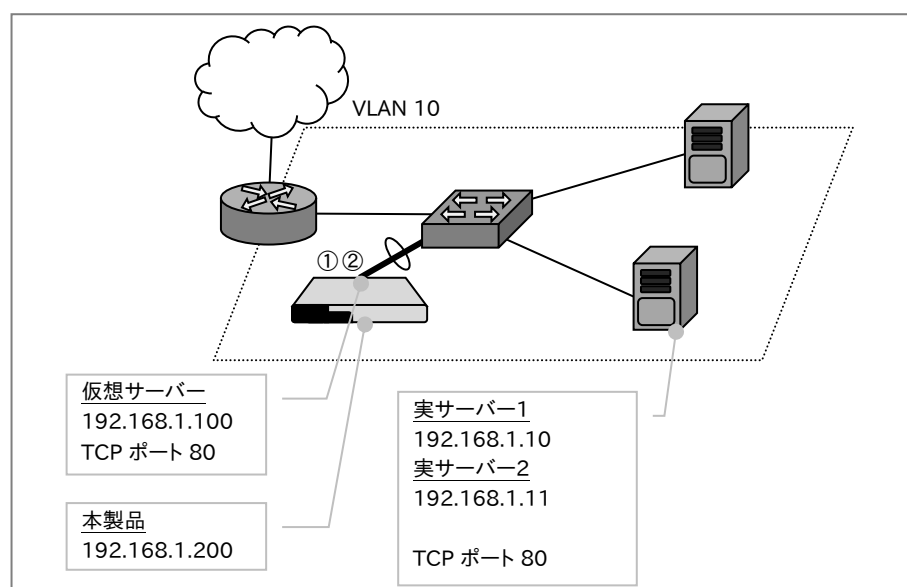 VLAN 10
①②
仮想サーバー
192.168.1.100
TCP ポート 80
本製品
192.168.1.200
実サーバー1
192.168.1.10
実サーバー2
192.168.1.11
TCP ポート 80